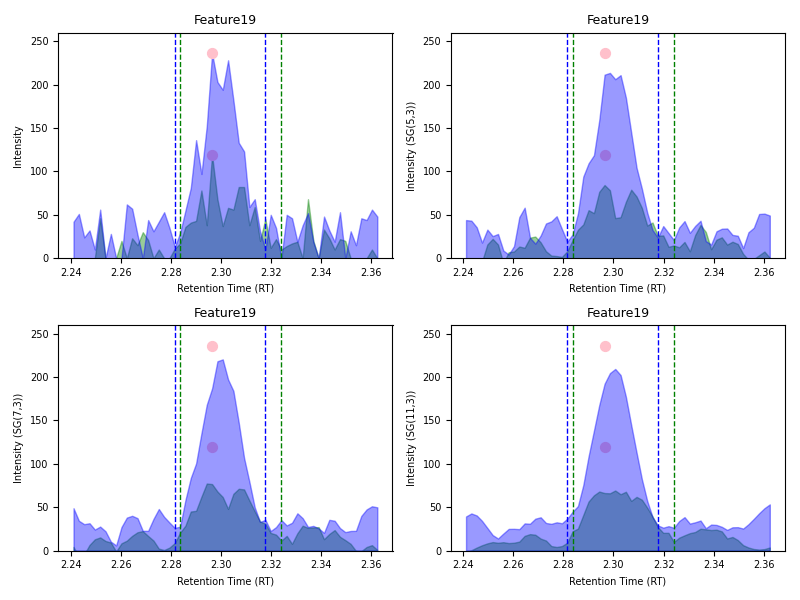 Feature19
Intensity
250
200
150
100
50
0
2.24 2.26 2.28 2.30 2.32 2.34 2.36
Retention Time (RT)
Feature19
Intensity (SG(5,3))
250
200
150
100
50
0
2.24 2.26 2.28 2.30 2.32 2.34 2.36
Retention Time (RT)
Feature19
Intensity (SG(7,3))
250
200
150
100
50
0
2.24 2.26 2.28 2.30 2.32 2.34 2.36
Retention Time (RT)
Feature19
Intensity (SG(11,3))
250
200
150
100
50
0
2.24 2.26 2.28 2.30 2.32 2.34 2.36
Retention Time (RT)